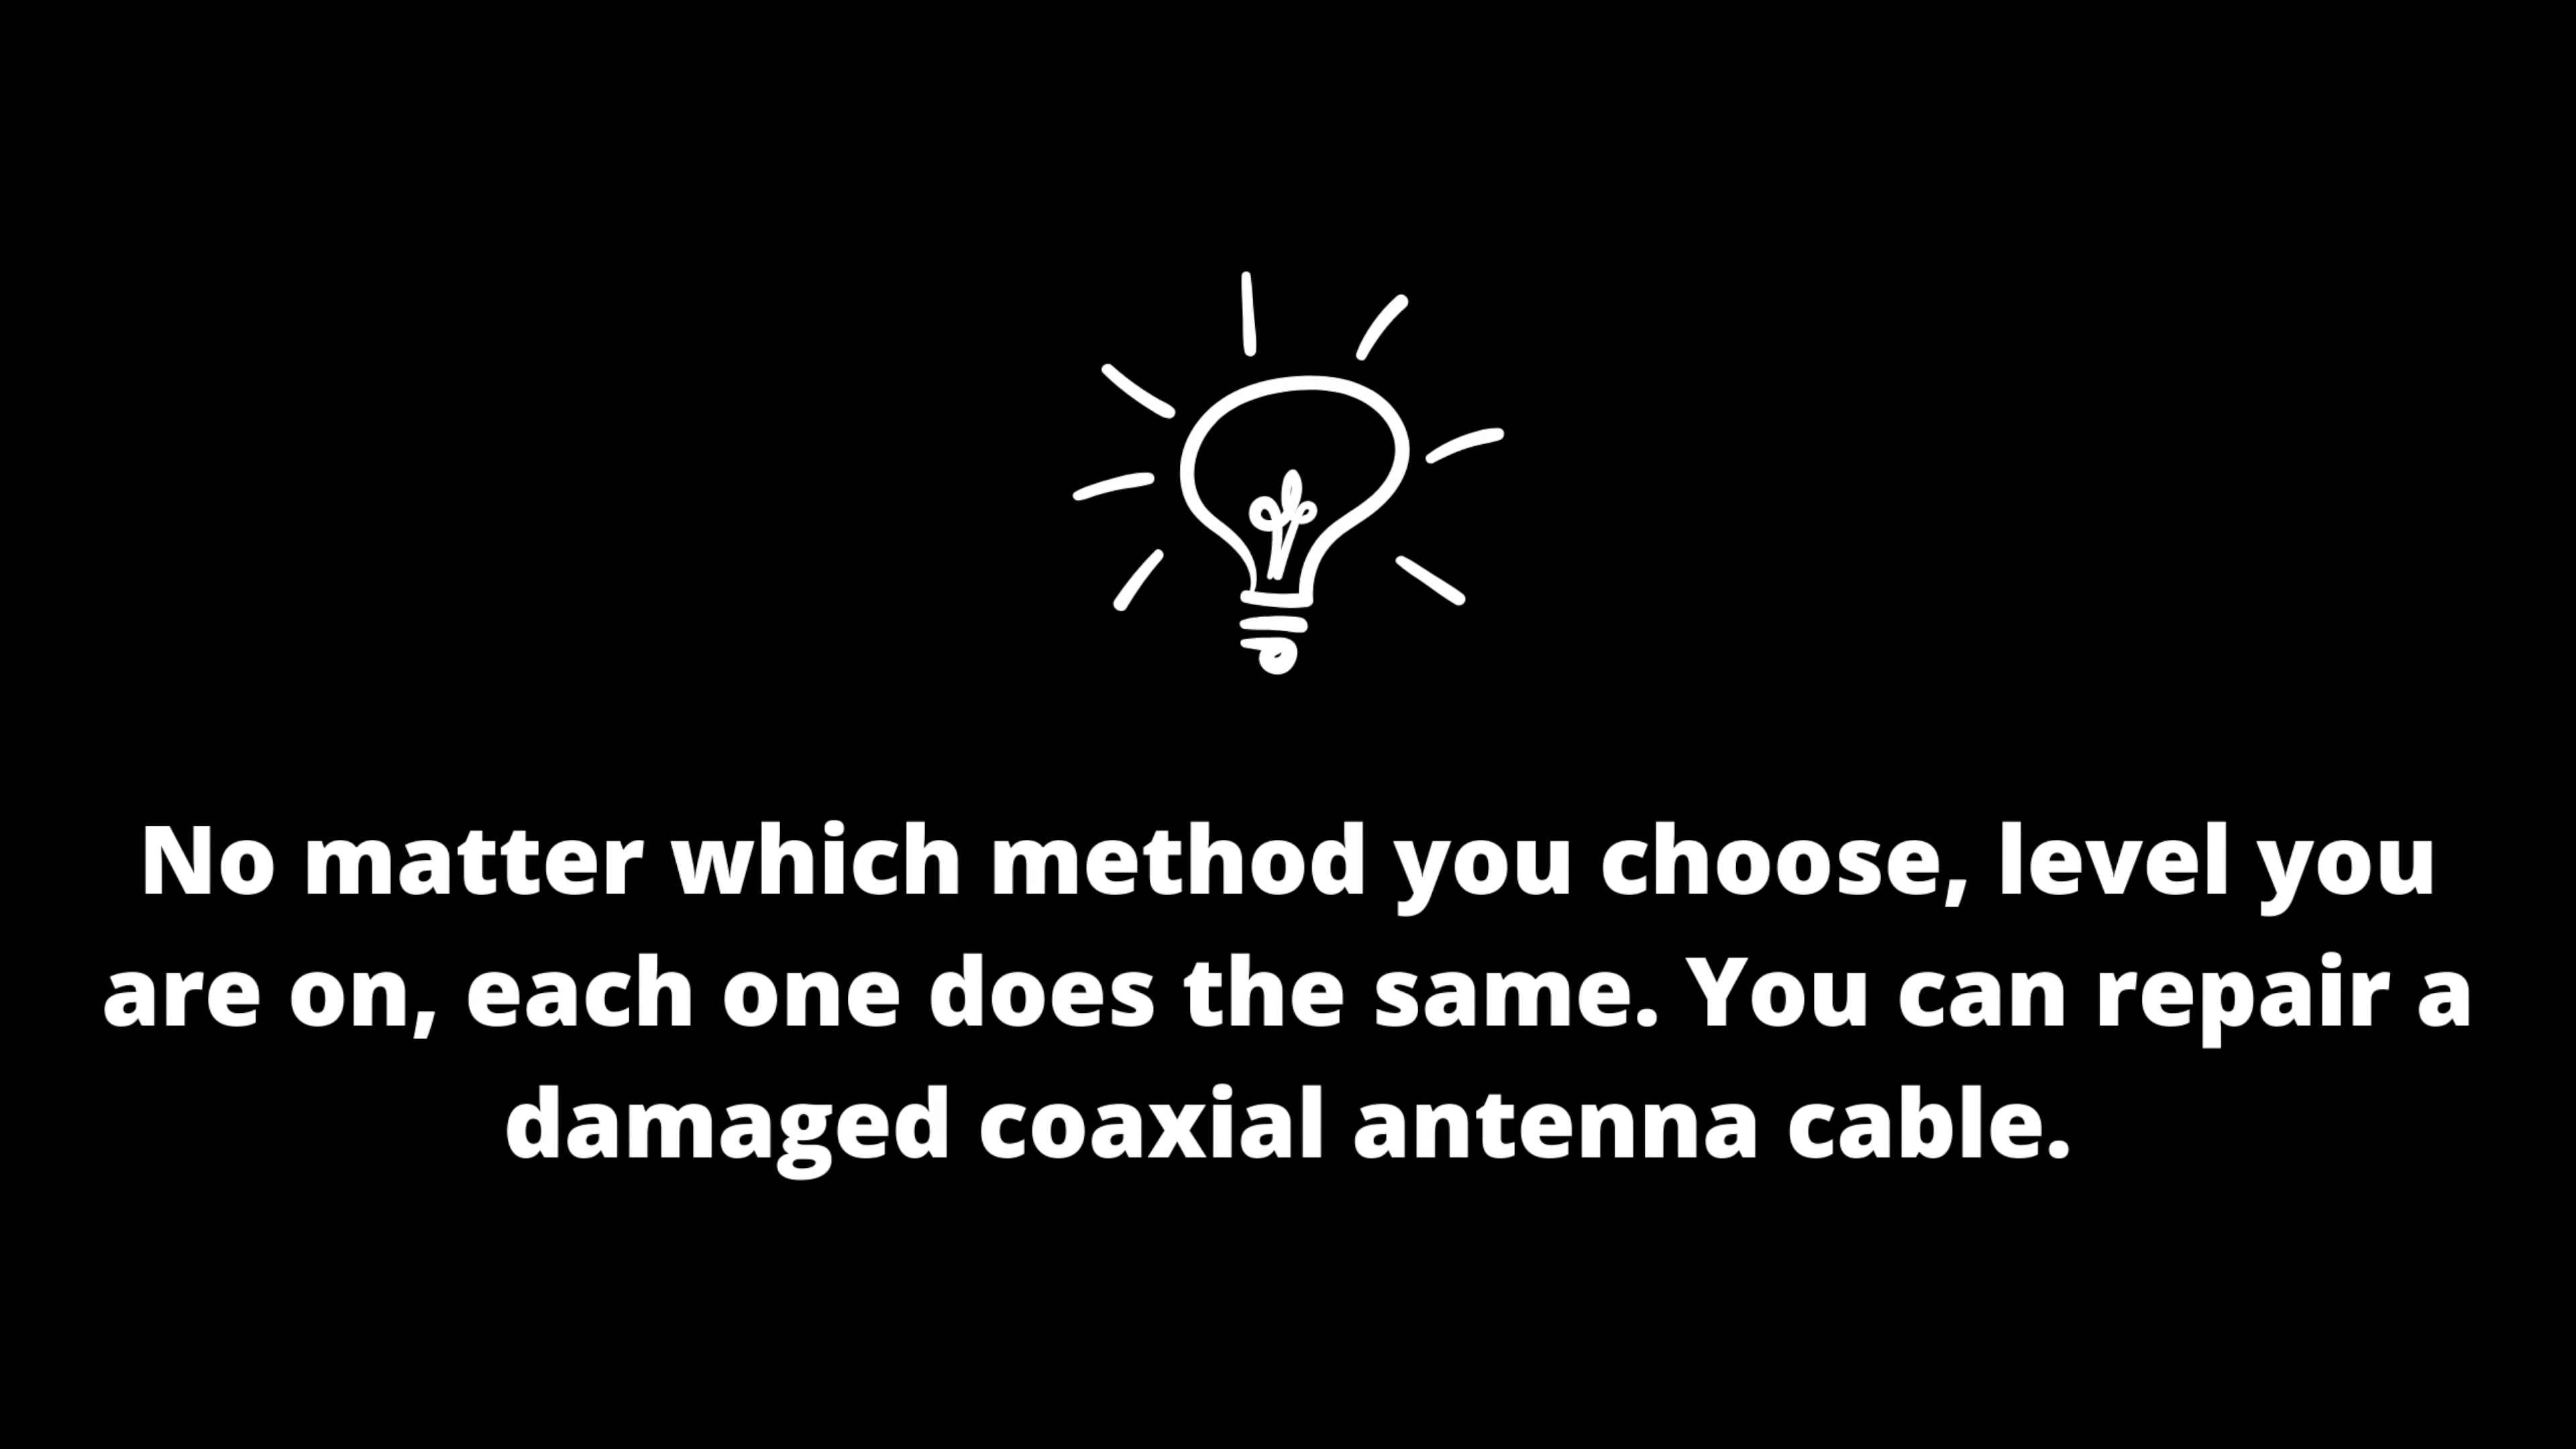 No matter which method you choose, level you
are on, each one does the same. You can repair a
damaged coaxial antenna cable.